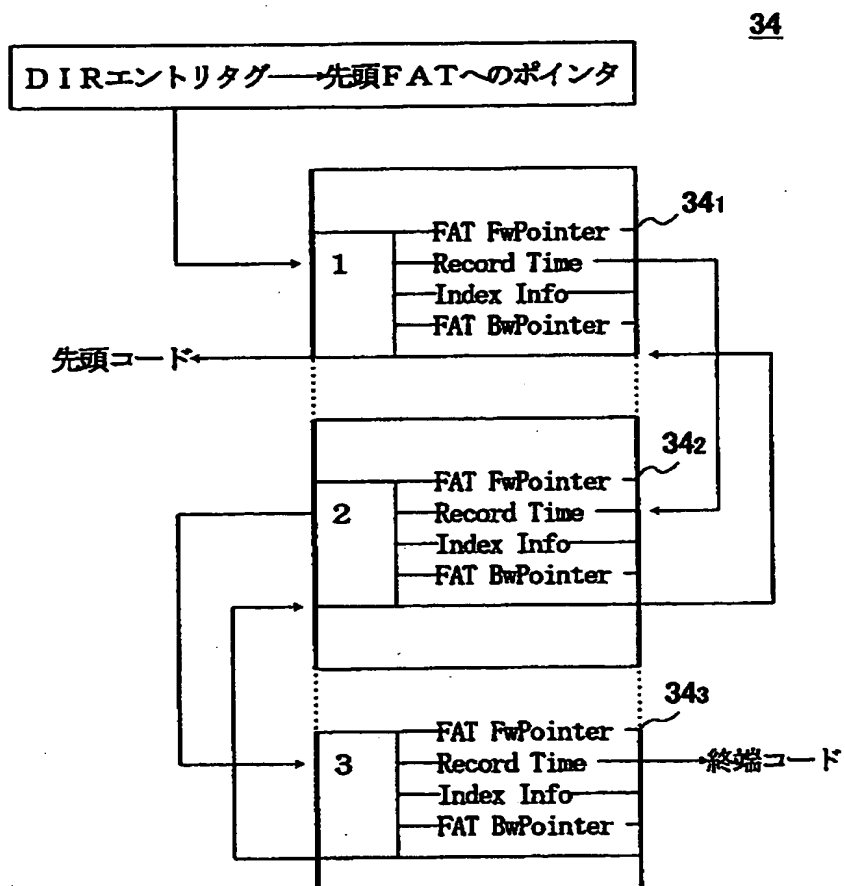 34
DIRエントリタグ→先頭FATへのポインタ
341
FAT FwPointer
1
Record Time
Index Info
FAT BwPointer
先頭コード
342
FAT FwPointer
2
Record Time
Index Info
FAT BwPointer
343
FAT FwPointer
3
Record Time
終端コード
Index Info
FAT BwPointer